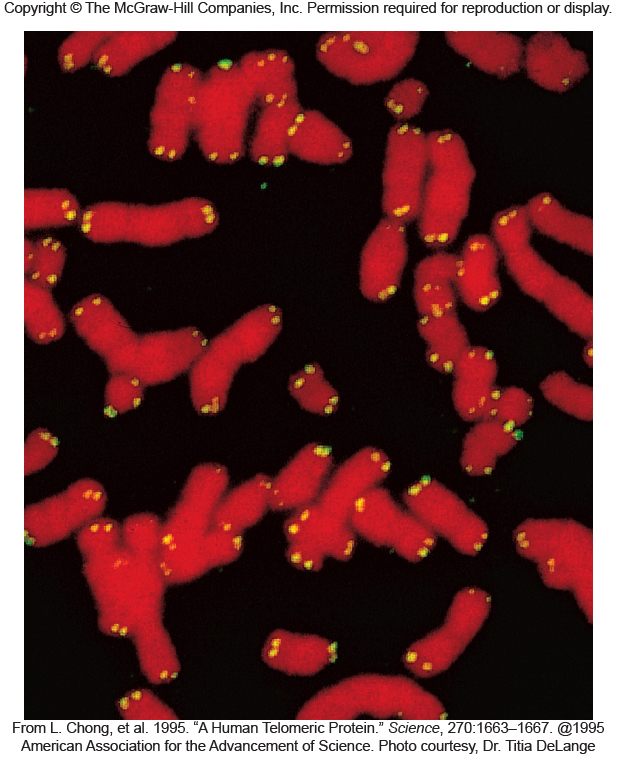 Copyright © The McGraw-Hill Companies, Inc. Permission required for reproduction or display.
From L. Chong, et al. 1995. “A Human Telomeric Protein.” Science, 270:1663–1667. @1995
American Association for the Advancement of Science. Photo courtesy, Dr. Titia DeLange